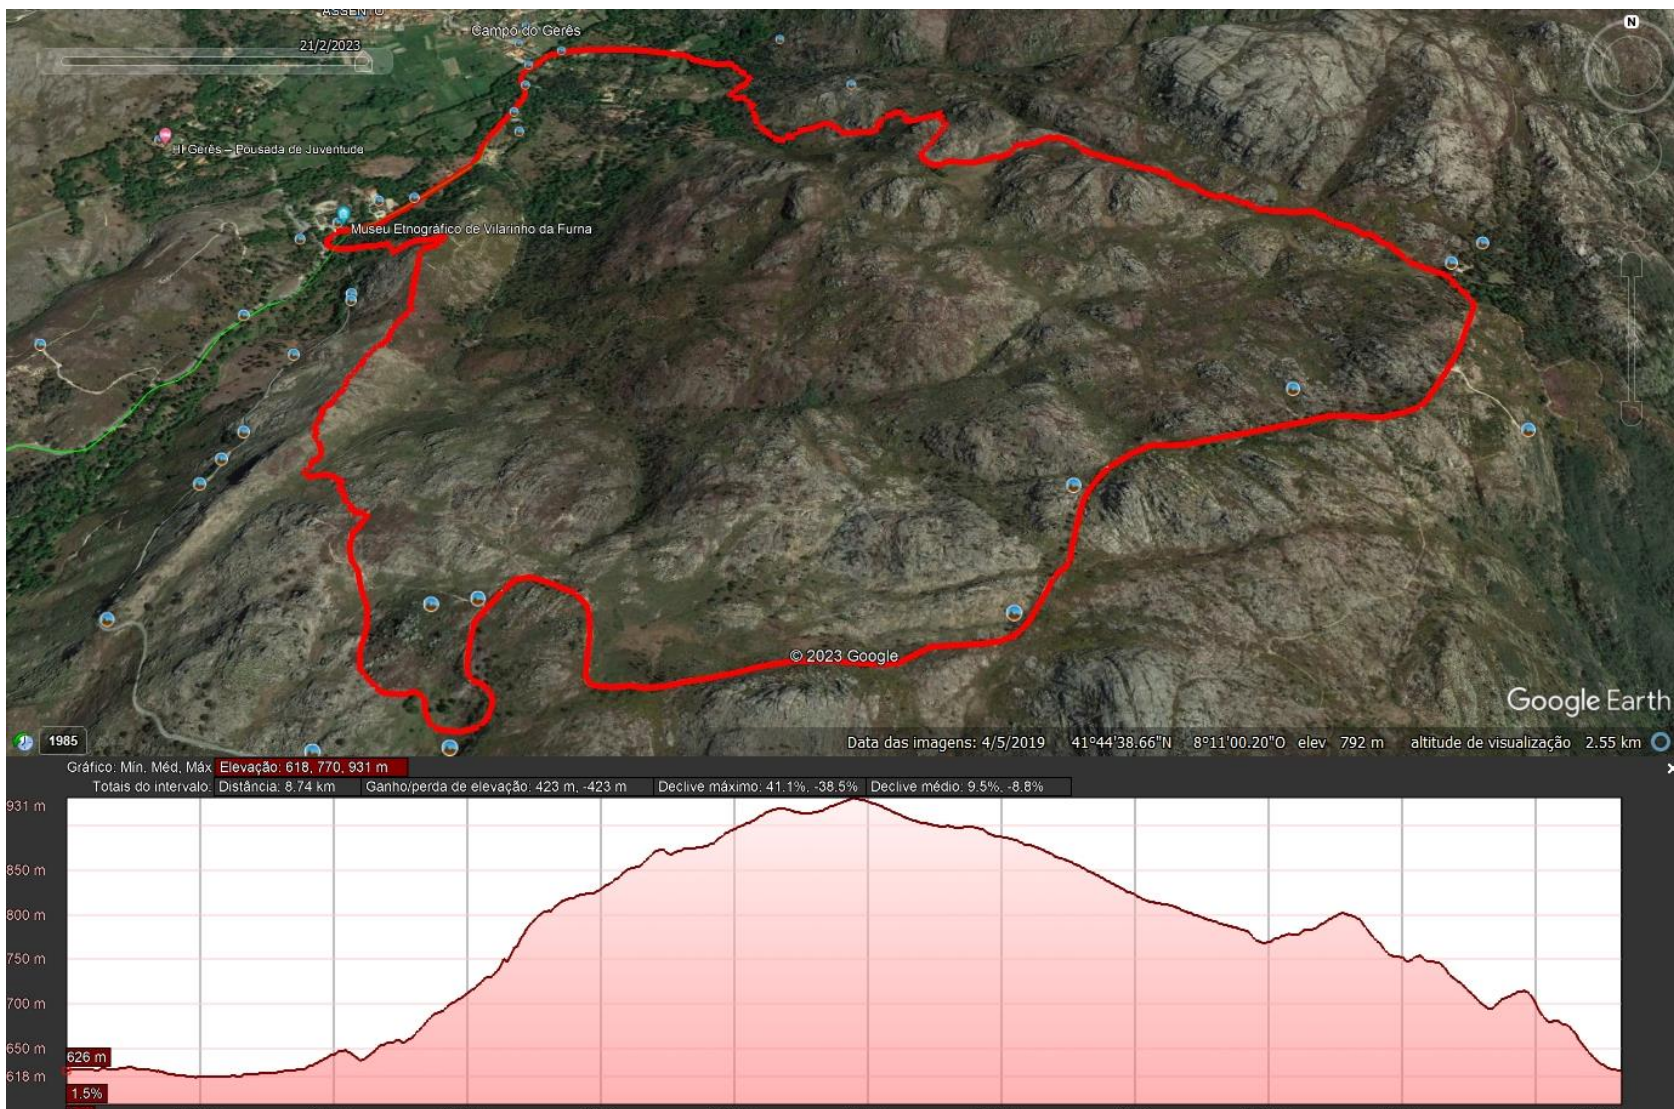 ASSENTO
Campo do Gerês
21/2/2023
N
HI Gerês – Pousada de Juventude
Museu Etnográfico de Vilarinho da Furna
© 2023 Google
Google Earth
1985
Data das imagens: 4/5/2019 41°44'38.66"N 8°11'00.20"O elev 792 m altitude de visualização 2.55 km
Gráfico: Mín, Méd, Máx Elevação: 618, 770, 931 m
Totais do intervalo: Distância: 8.74 km Ganho/perda de elevação: 423 m, -423 m Declive máximo: 41.1%, -38.5% Declive médio: 9.5%, -8.8%
931 m
850 m
800 m
750 m
700 m
650 m
626 m
618 m
1.5%